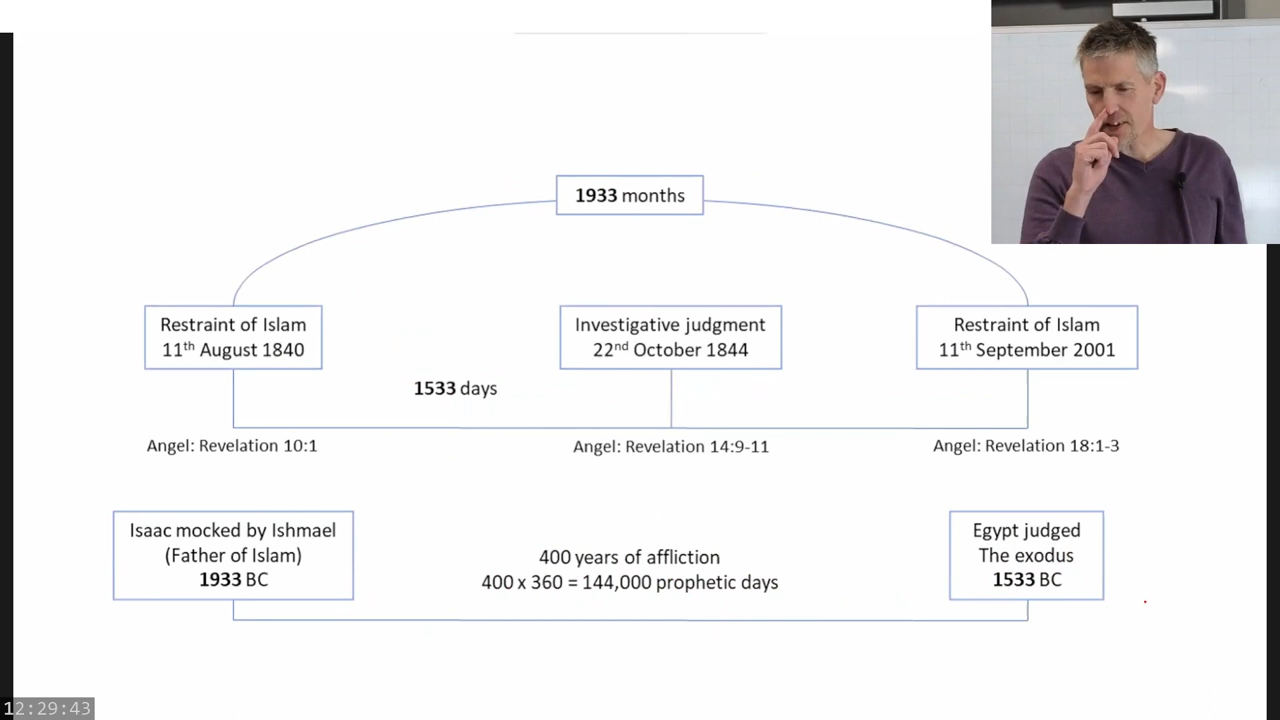 1933 months
Restraint of Islam
11th August 1840
Investigative judgment
22nd October 1844
Restraint of Islam
11th September 2001
1533 days
Angel: Revelation 10:1
Angel: Revelation 14:9-11
Angel: Revelation 18:1-3
Isaac mocked by Ishmael
(Father of Islam)
1933 BC
400 years of affliction
400 x 360 = 144,000 prophetic days
Egypt judged
The exodus
1533 BC
12:29:43